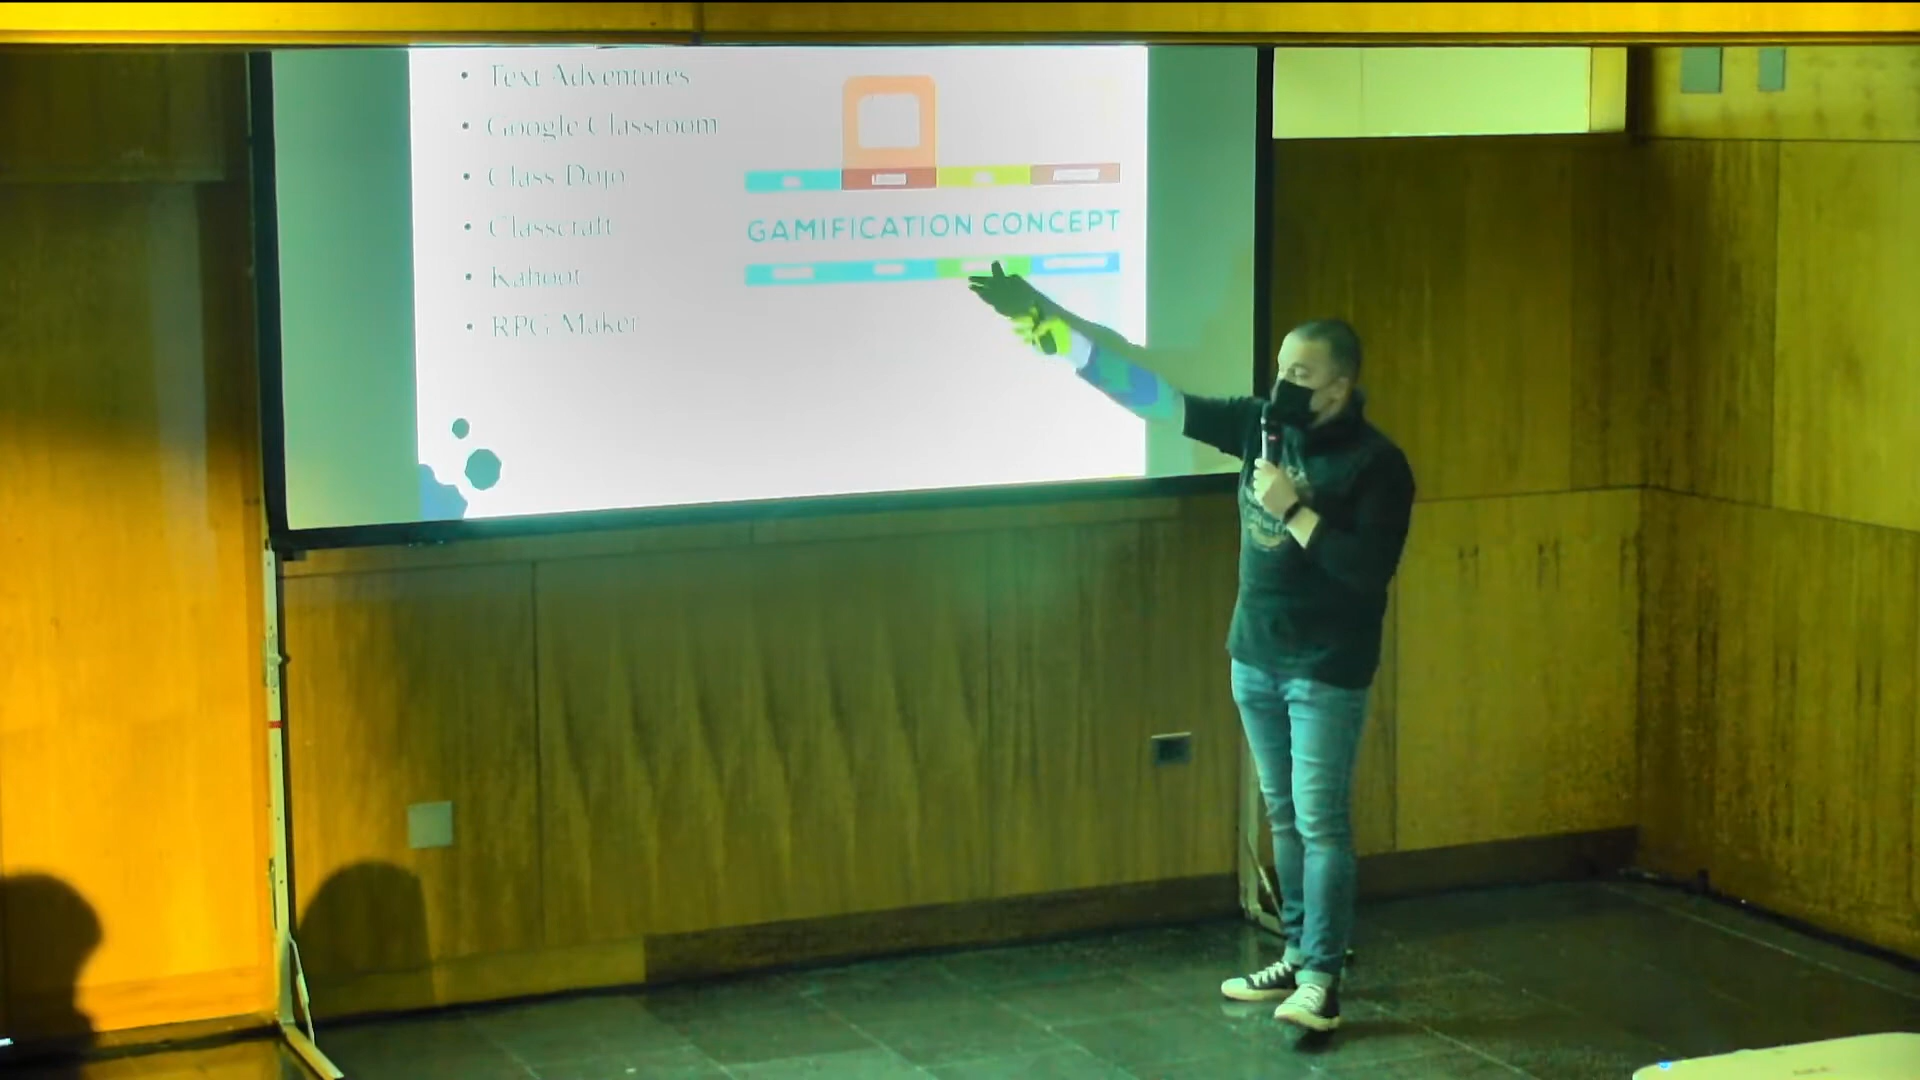 Text Adventures
Google Classroom
Class Dojo
Classcraft
Kahoot
RPG Maker
GAMIFICATION CONCEPT